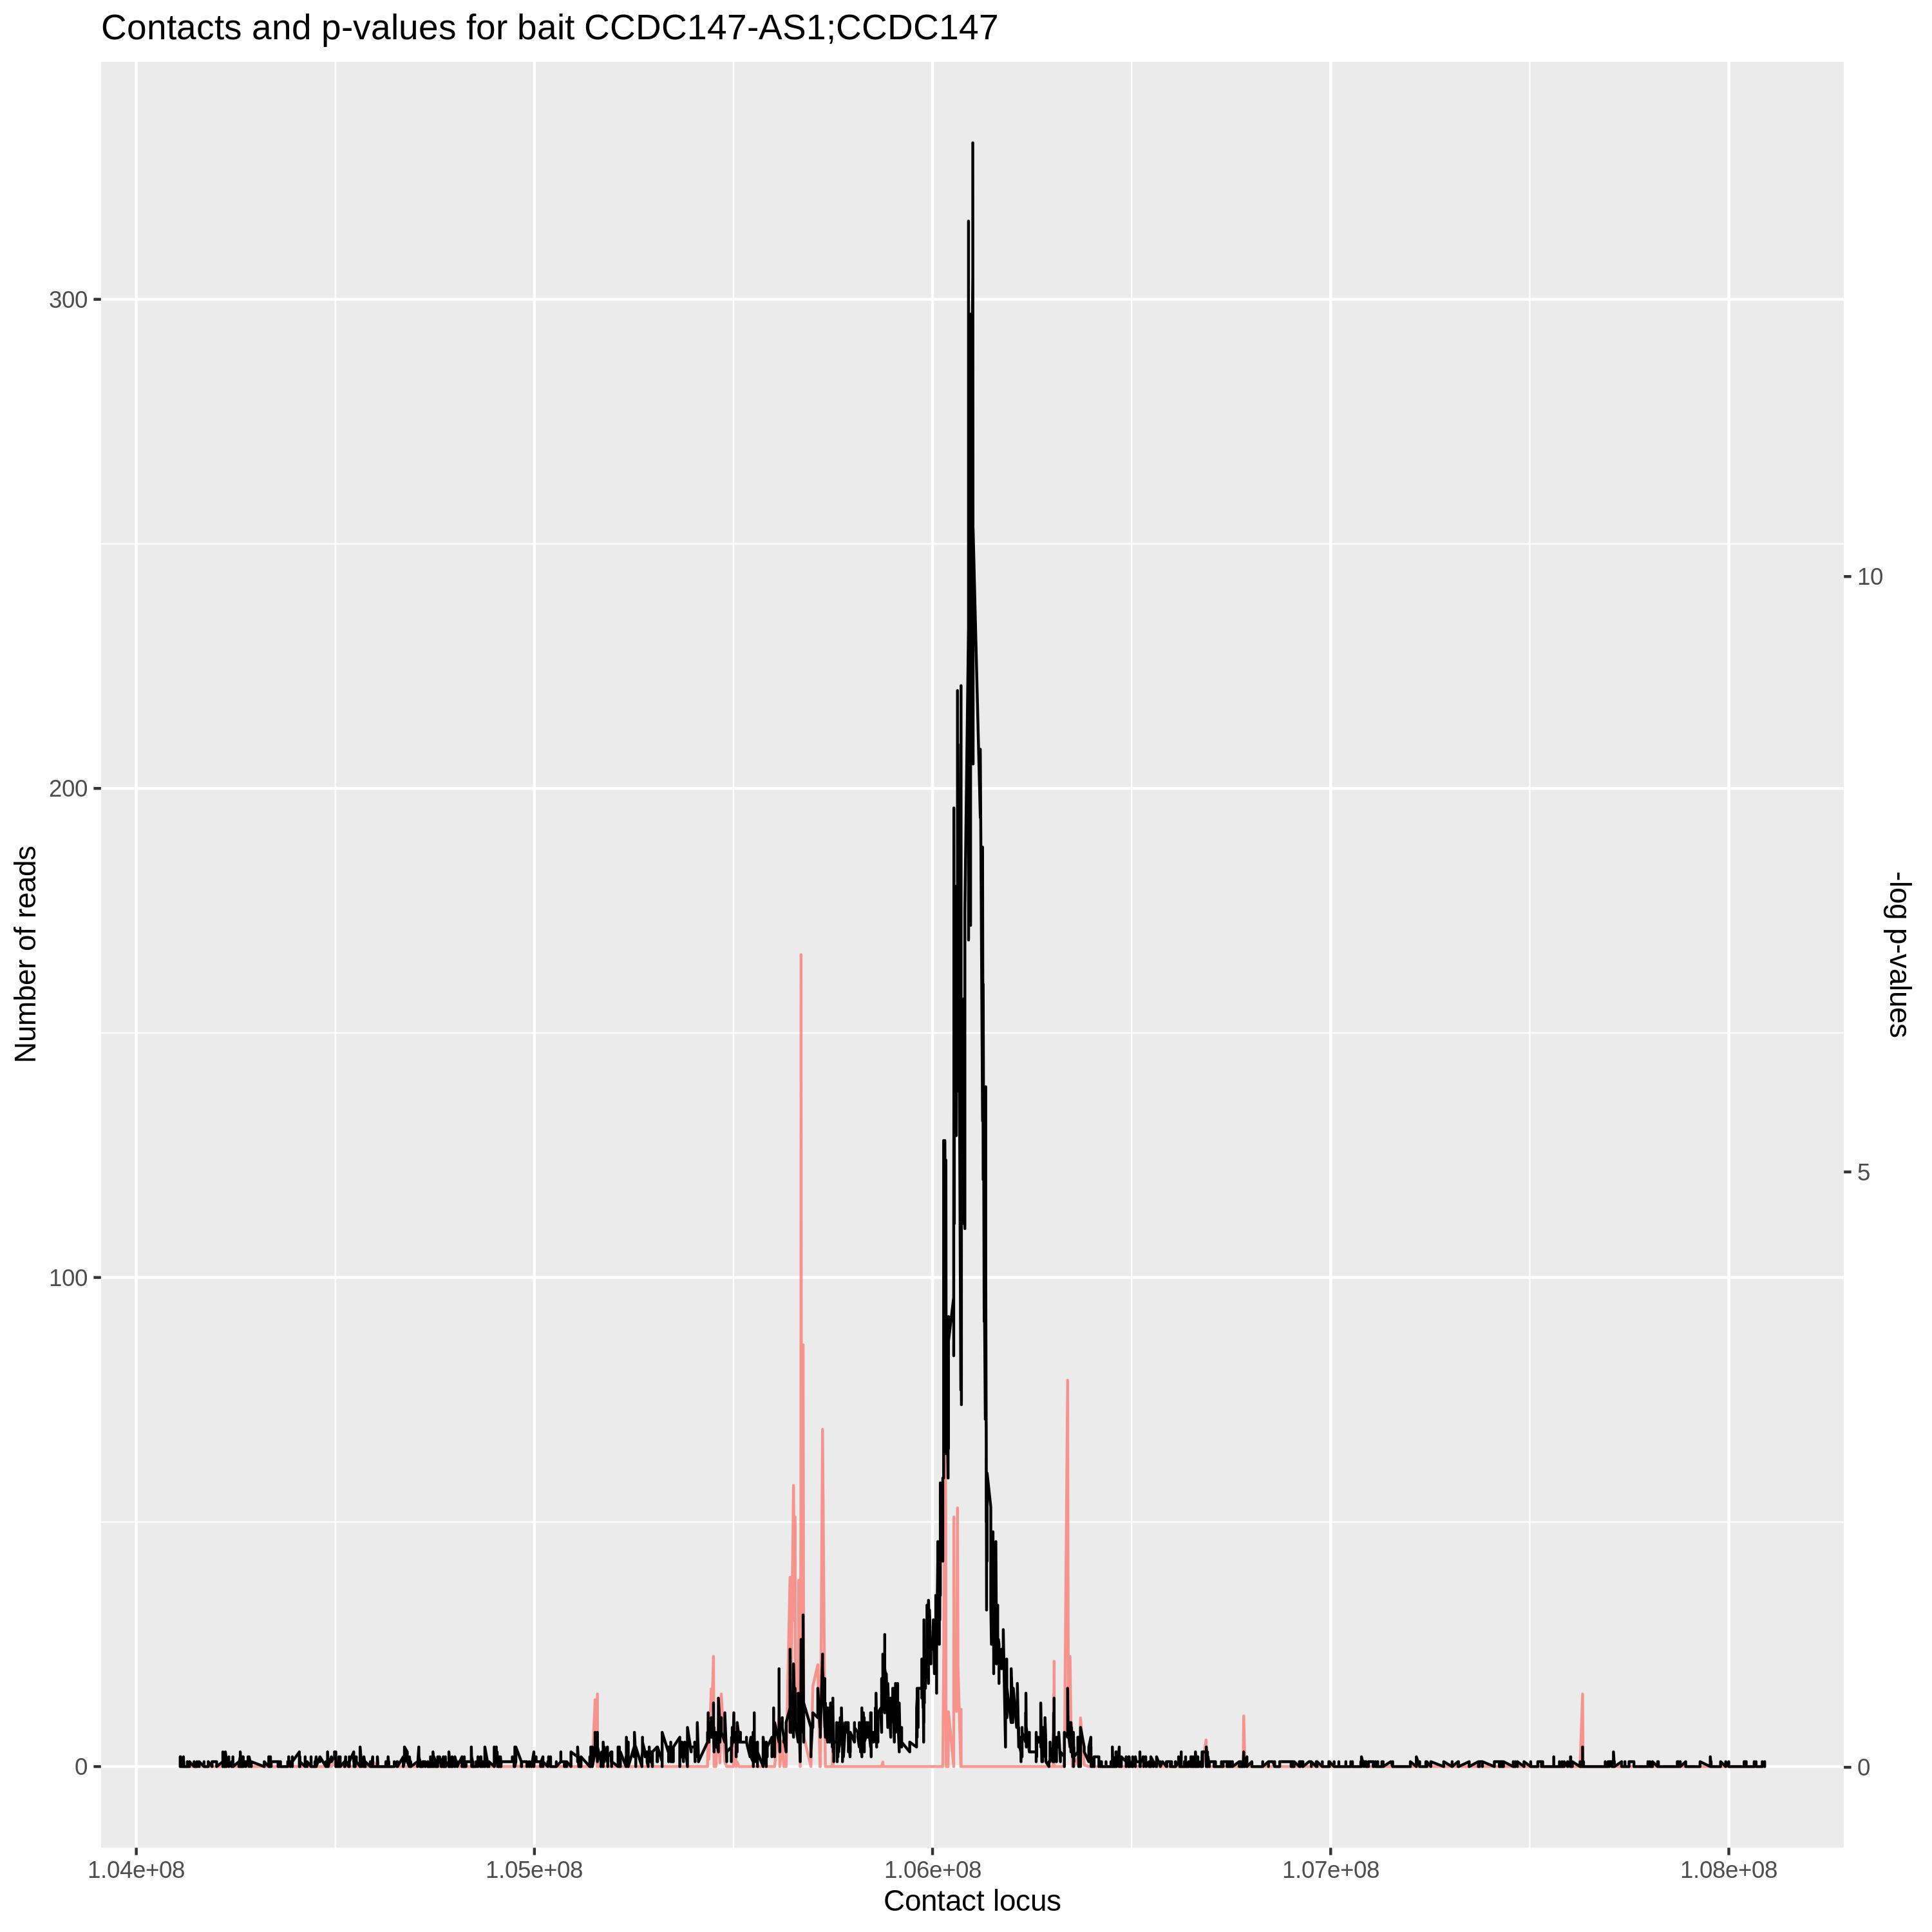 Contacts and p-values for bait CCDC147-AS1;CCDC147
300
200
100
0
Number of reads
10
5
0
-log p-values
1.04e+08
1.05e+08
1.06e+08
1.07e+08
1.08e+08
Contact locus